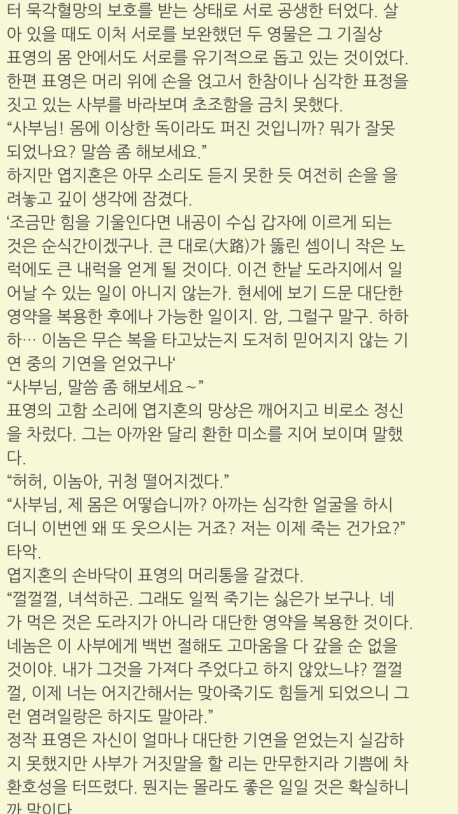 터 묵각혈망의 보호를 받는 상태로 서로 공생한 터었다. 살
아 있을 때도 이처 서로를 보완했던 두 영물은 그 기질상
표영의 몸 안에서도 서로를 유기적으로 돕고 있는 것이었다.
한편 표영은 머리 위에 손을 얹고서 한참이나 심각한 표정을
짓고 있는 사부를 바라보며 초조함을 금치 못했다.
“사부님! 몸에 이상한 독이라도 퍼진 것입니까? 뭐가 잘못
되었나요? 말씀 좀 해보세요.”
하지만 엽지혼은 아무 소리도 듣지 못한 듯 여전히 손을 올
려놓고 깊이 생각에 잠겼다.
‘조금만 힘을 기울인다면 내공이 수십 갑자에 이르게 되는
것은 순식간이겠구나. 큰 대로(大路)가 뚫린 셈이니 작은 노
럭에도 큰 내럭을 얻게 될 것이다. 이건 한낱 도라지에서 일
어날 수 있는 일이 아니지 않는가. 현세에 보기 드문 대단한
영약을 복용한 후에나 가능한 일이지. 암, 그럴구 말구. 하하
하… 이놈은 무슨 복을 타고났는지 도저히 믿어지지 않는 기
연 중의 기연을 얻었구나‘
“사부님, 말씀 좀 해보세요~”
표영의 고함 소리에 엽지혼의 망상은 깨어지고 비로소 정신
을 차렀다. 그는 아까완 달리 환한 미소를 지어 보이며 말했
다.
“허허, 이놈아, 귀청 떨어지겠다.”
“사부님, 제 몸은 어떻습니까? 아까는 심각한 얼굴을 하시
더니 이번엔 왜 또 웃으시는 거죠? 저는 이제 죽는 건가요?”
타악.
엽지혼의 손바닥이 표영의 머리통을 갈겼다.
“껄껄껄, 녀석하곤. 그래도 일찍 죽기는 싫은가 보구나. 네
가 먹은 것은 도라지가 아니라 대단한 영약을 복용한 것이다.
네놈은 이 사부에게 백번 절해도 고마움을 다 갚을 순 없을
것이야. 내가 그것을 가져다 주었다고 하지 않았느냐? 껄껄
껄, 이제 너는 어지간해서는 맞아죽기도 힘들게 되었으니 그
런 염려일랑은 하지도 말아라.”
정작 표영은 자신이 얼마나 대단한 기연을 얻었는지 실감하
지 못했지만 사부가 거짓말을 할 리는 만무한지라 기쁨에 차
환호성을 터뜨렸다. 뭔지는 몰라도 좋은 일일 것은 확실하니
까 말이다